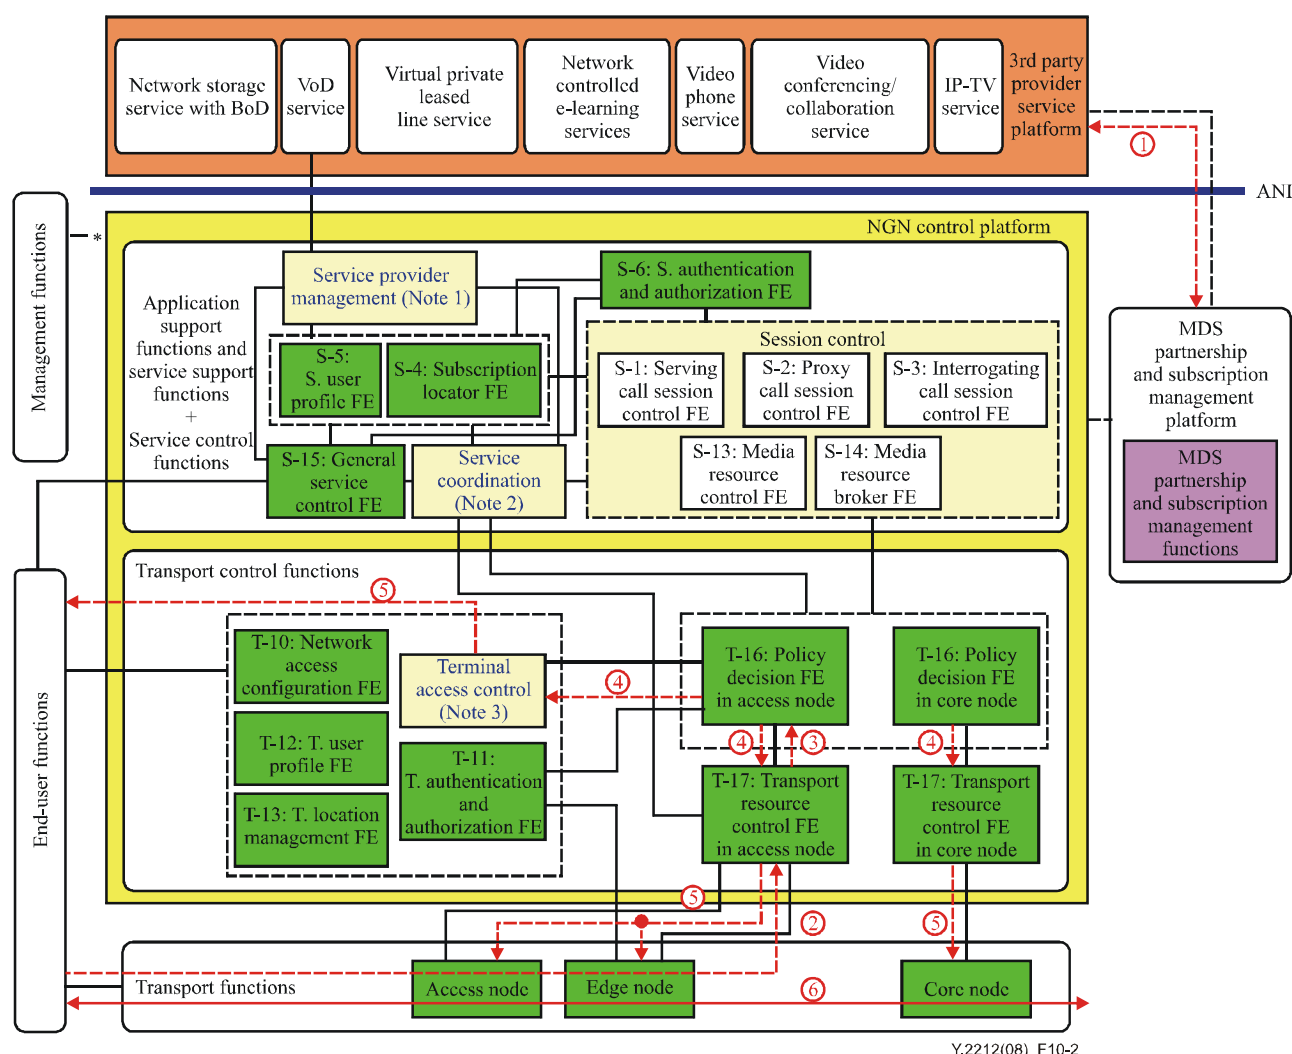 Network storage
service with BoD
VoD
service
Virtual private
leased
line service
Network
controlled
e-learning
services
Video
phone
service
Video
conferencing/
collaboration
service
IP-TV
service
3rd party
provider
service
platform
1
ANI
Management functions
*
NGN control platform
Application
support
functions and
service support
functions
+
Service control
functions
Service provider
management (Note 1)
S-6: S. authentication
and authorization FE
S-5:
S. user
profile FE
S-4: Subscription
locator FE
Session control
S-1: Serving
call session
control FE
S-2: Proxy
call session
control FE
S-3: Interrogating
call session
control FE
S-13: Media
resource
control FE
S-14: Media
resource
broker FE
S-15: General
service
control FE
Service
coordination
(Note 2)
MDS
partnership
and subscription
management
platform
MDS
partnership
and subscription
management
functions
End-user functions
Transport control functions
5
T-10: Network
access
configuration FE
Terminal
access control
(Note 3)
4
T-16: Policy
decision FE
in access node
T-16: Policy
decision FE
in core node
T-12: T. user
profile FE
T-11:
T. authentication
and
authorization FE
4
3
4
T-13: T. location
management FE
T-17: Transport
resource
control FE
in access node
T-17: Transport
resource
control FE
in core node
5
2
5
Transport functions
Access node
Edge node
6
Core node
Y.2212(08)_F10-2